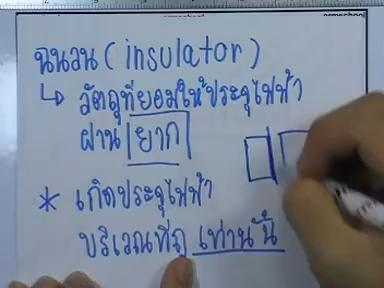 ฉนวน (insulator)
↳ วัตถุที่ยอมให้ประจุไฟฟ้า
ผ่าน ยาก
* เกิดประจุไฟฟ้า
บริเวณที่ถู เท่านั้น